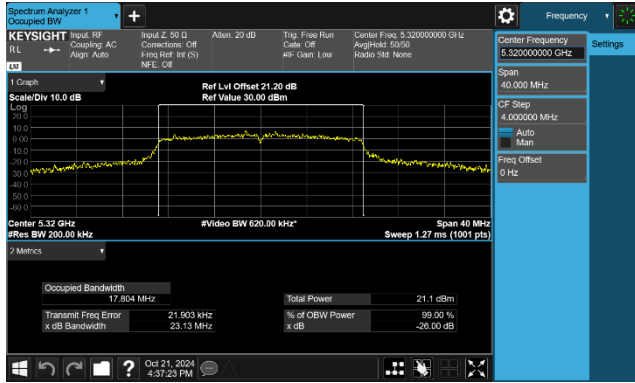 Spectrum Analyzer 1
Occupied BW
Frequency
KEYSIGHT
RL
LXI
Input: RF
Coupling: AC
Align: Auto
Input Z: 50 Ω
Corrections: Off
Freq Ref: Int (S)
NFE: Off
Atten: 20 dB
Trig: Free Run
Gate: Off
#IF Gain: Low
Center Freq: 5.320000000 GHz
Avg|Hold: 50/50
Radio Std: None
Center Frequency
5.320000000 GHz
Settings
Span
40.000 MHz
CF Step
4.000000 MHz
Auto
Man
Freq Offset
0 Hz
1 Graph
Scale/Div 10.0 dB
Ref Lvl Offset 21.20 dB
Ref Value 30.00 dBm
Log
20.0
10.0
0.00
-10.0
-20.0
-30.0
-40.0
-50.0
-60.0
Center 5.32 GHz
#Res BW 200.00 kHz
#Video BW 620.00 kHz*
Span 40 MHz
Sweep 1.27 ms (1001 pts)
2 Metrics
Occupied Bandwidth
17.804 MHz
Total Power 21.1 dBm
Transmit Freq Error 21.903 kHz
% of OBW Power 99.00 %
x dB Bandwidth 23.13 MHz
x dB -26.00 dB
?
Oct 21, 2024
4:37:23 PM